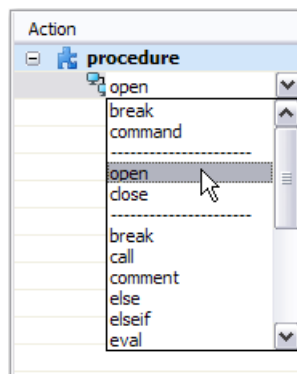 Action
procedure
open
break
command
--------------------
open
close
--------------------
break
call
comment
else
elseif
eval